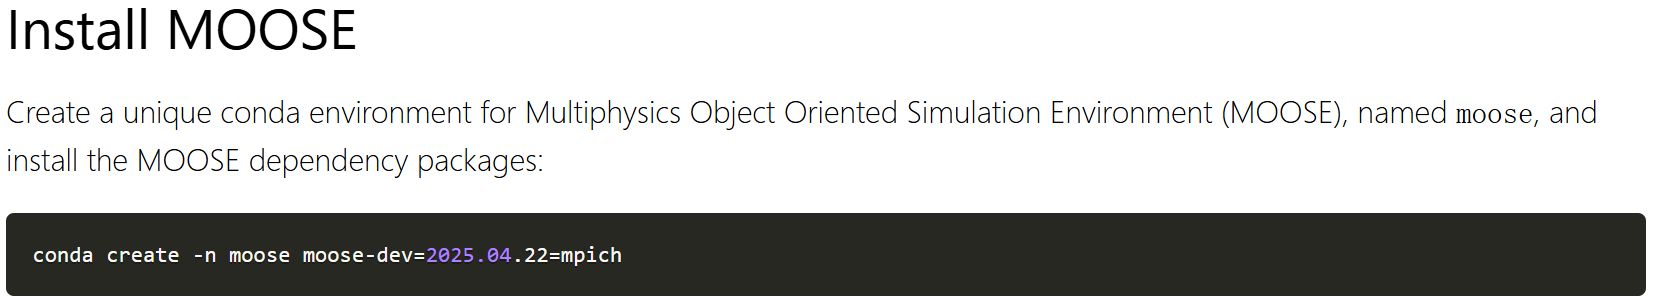 Install MOOSE
Create a unique conda environment for Multiphysics Object Oriented Simulation Environment (MOOSE), named moose, and
install the MOOSE dependency packages:
conda create -n moose moose-dev=2025.04.22=mpich